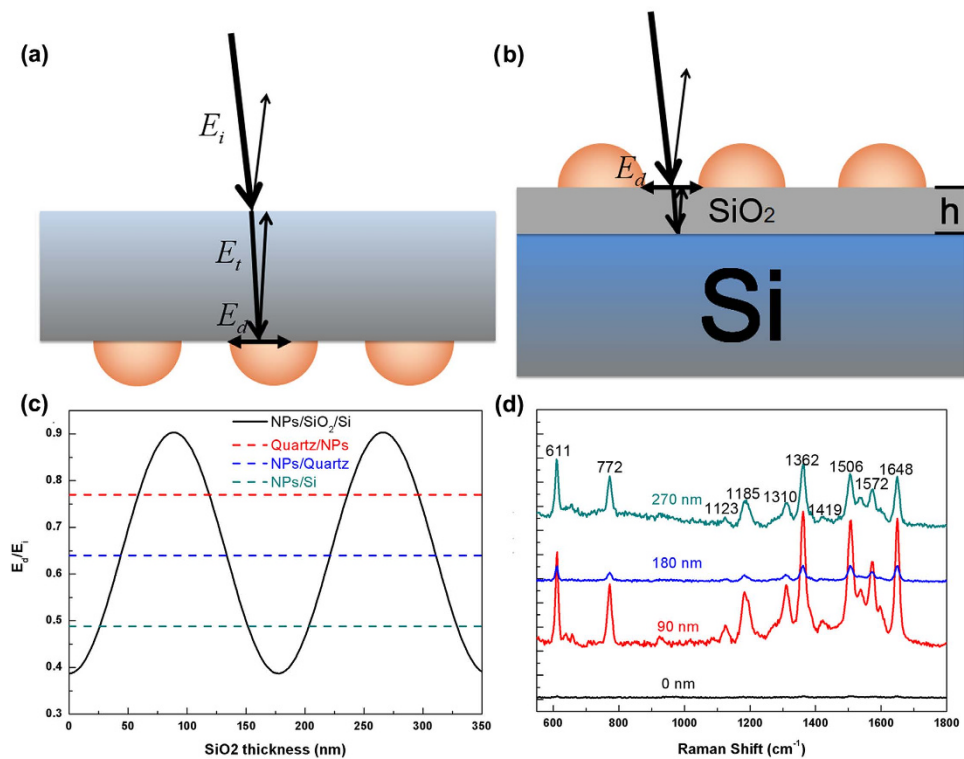 (a)
E_i
E_t
E_d
(b)
E_d
SiO₂
h
Si
(c)
NPs/SiO₂/Si
Quartz/NPs
NPs/Quartz
NPs/Si
0.9
0.8
0.7
0.6
0.5
0.4
0.3
E_d/E_i
0 50 100 150 200 250 300 350
SiO2 thickness (nm)
(d)
611
772
1123
1185
1310
1362
1419
1506
1572
1648
270 nm
180 nm
90 nm
0 nm
600 800 1000 1200 1400 1600 1800
Raman Shift (cm⁻¹)